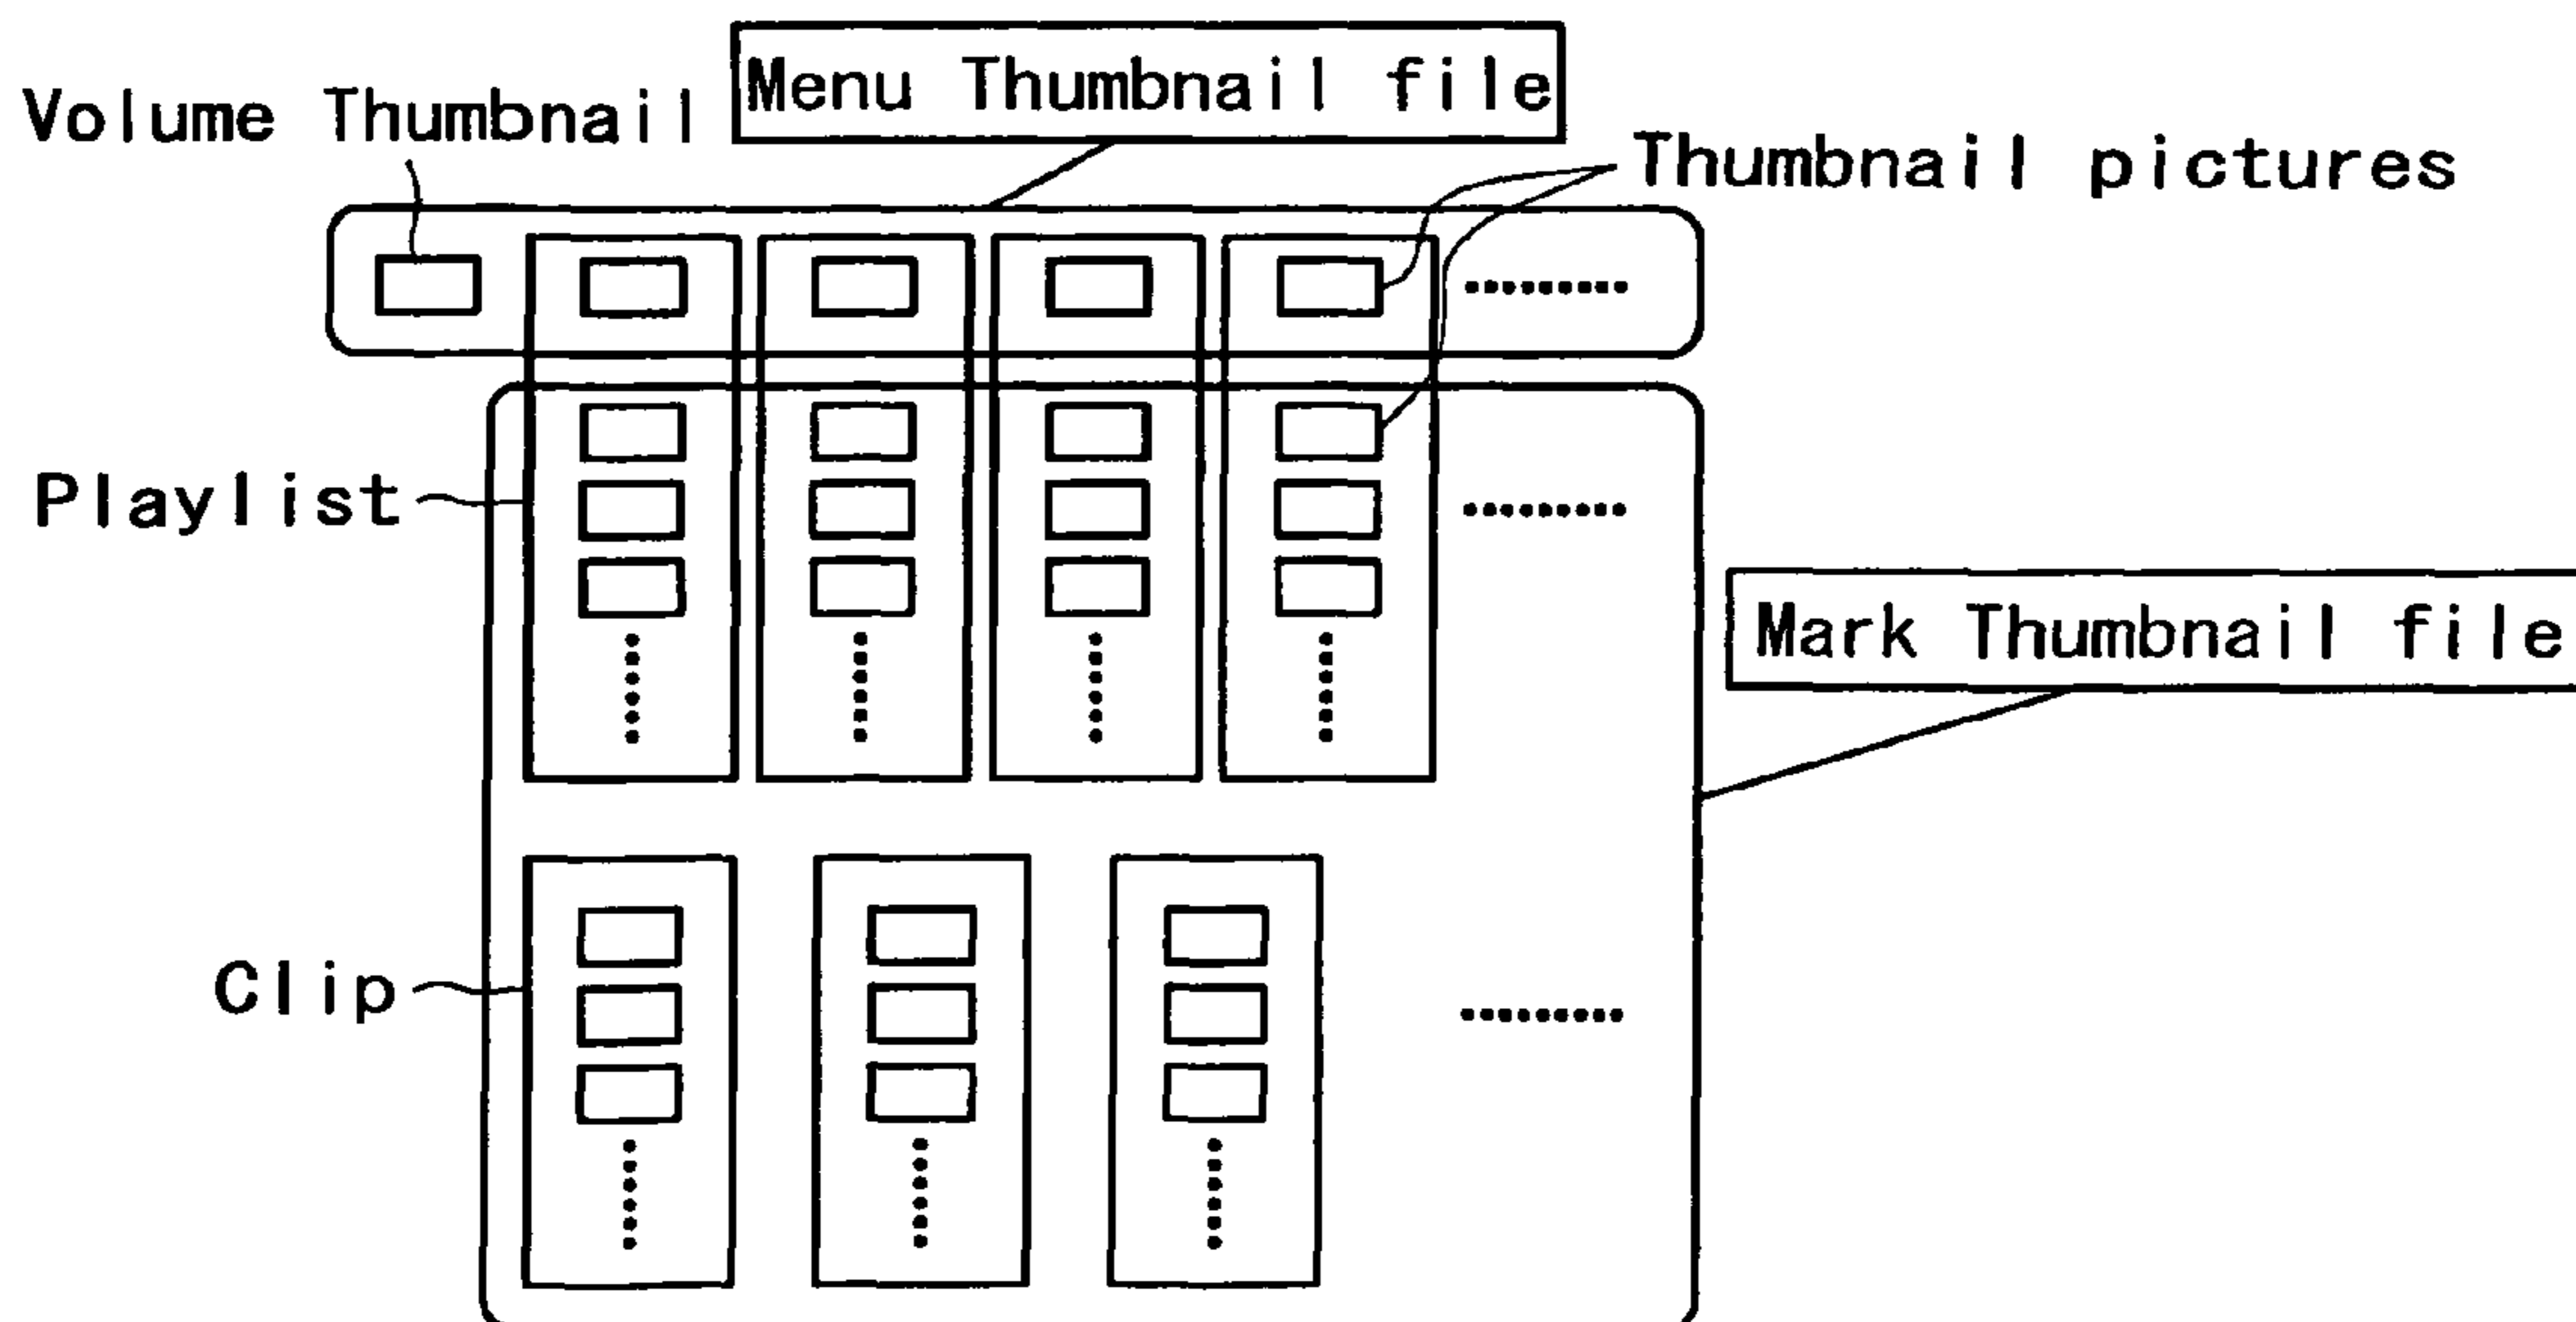 Menu Thumbnail file
Volume Thumbnail
Thumbnail pictures
Playlist
Mark Thumbnail file
Clip